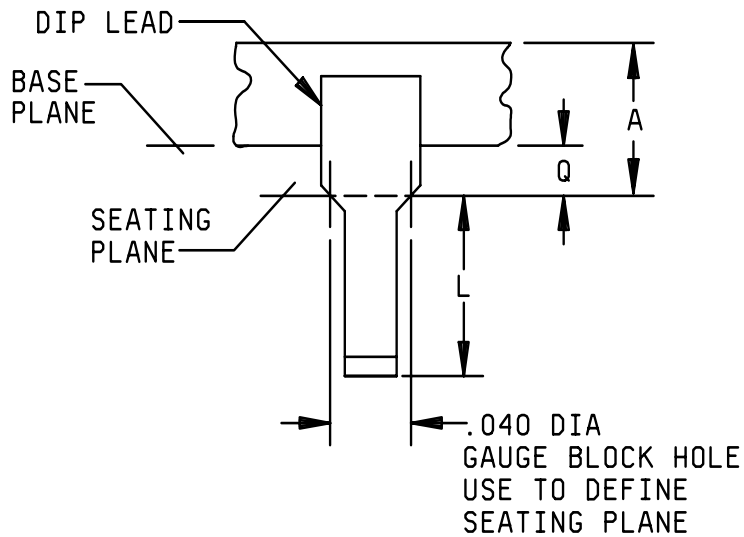 DIP LEAD
BASE
PLANE
A
Q
SEATING
PLANE
L
.040 DIA
GAUGE BLOCK HOLE
USE TO DEFINE
SEATING PLANE